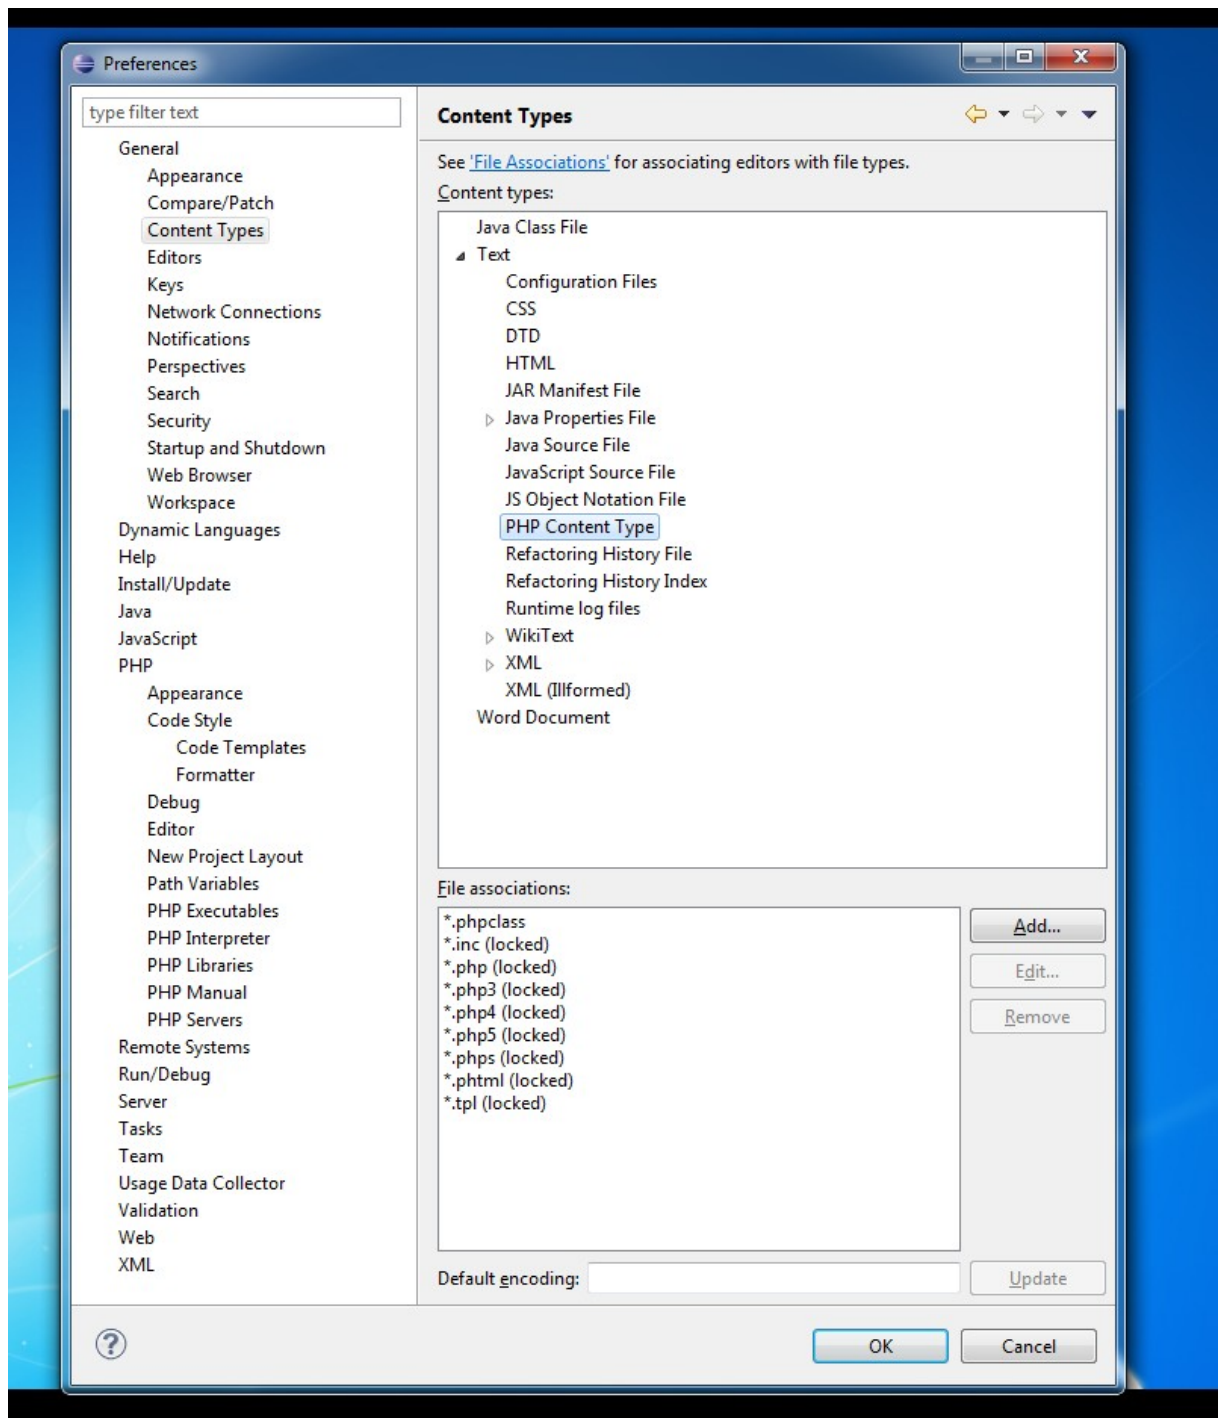 Preferences
type filter text
General
Appearance
Compare/Patch
Content Types
Editors
Keys
Network Connections
Notifications
Perspectives
Search
Security
Startup and Shutdown
Web Browser
Workspace
Dynamic Languages
Help
Install/Update
Java
JavaScript
PHP
Appearance
Code Style
Code Templates
Formatter
Debug
Editor
New Project Layout
Path Variables
PHP Executables
PHP Interpreter
PHP Libraries
PHP Manual
PHP Servers
Remote Systems
Run/Debug
Server
Tasks
Team
Usage Data Collector
Validation
Web
XML
Content Types
See 'File Associations' for associating editors with file types.
Content types:
Java Class File
Text
Configuration Files
CSS
DTD
HTML
JAR Manifest File
Java Properties File
Java Source File
JavaScript Source File
JS Object Notation File
PHP Content Type
Refactoring History File
Refactoring History Index
Runtime log files
WikiText
XML
XML (Illformed)
Word Document
File associations:
*.phpclass
*.inc (locked)
*.php (locked)
*.php3 (locked)
*.php4 (locked)
*.php5 (locked)
*.phps (locked)
*.phtml (locked)
*.tpl (locked)
Add...
Edit...
Remove
Default encoding:
Update
?
OK
Cancel